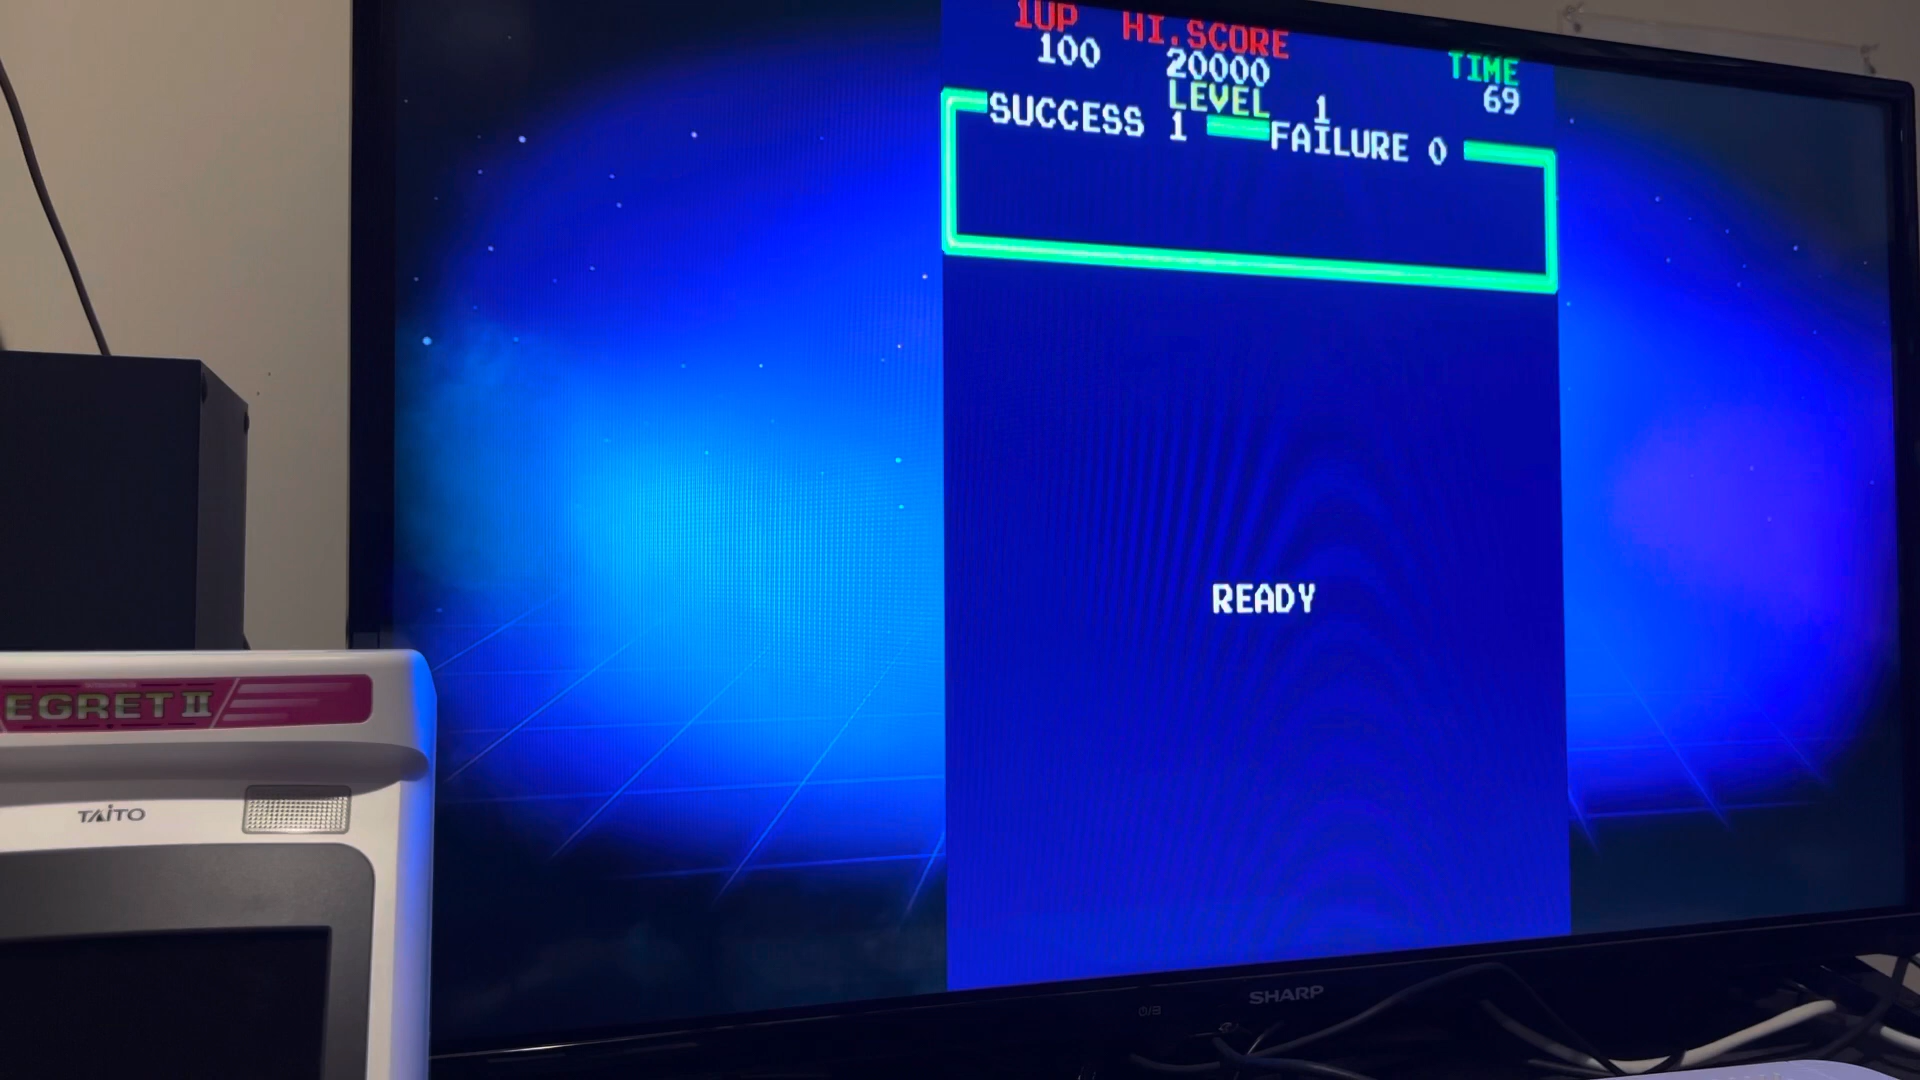 1UP HI.SCORE
100 20000 TIME
69
LEVEL 1
SUCCESS 1 FAILURE 0
READY
EGRET II
TAITO
SHARP